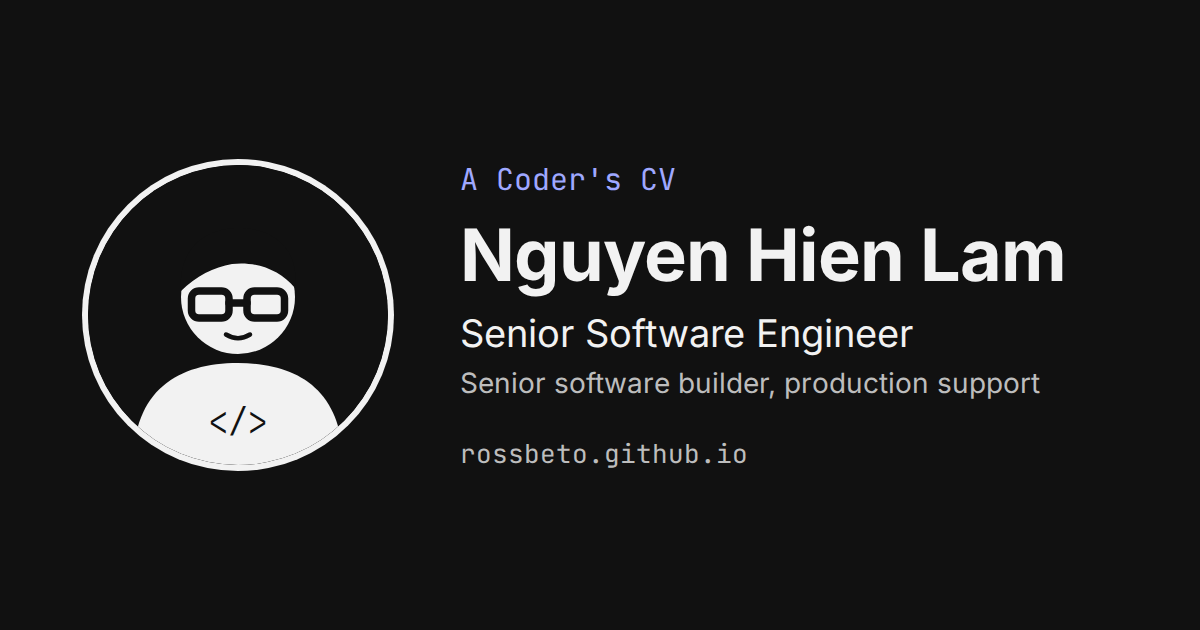 A Coder's CV
Nguyen Hien Lam
Senior Software Engineer
Senior software builder, production support
</>
rossbeto.github.io